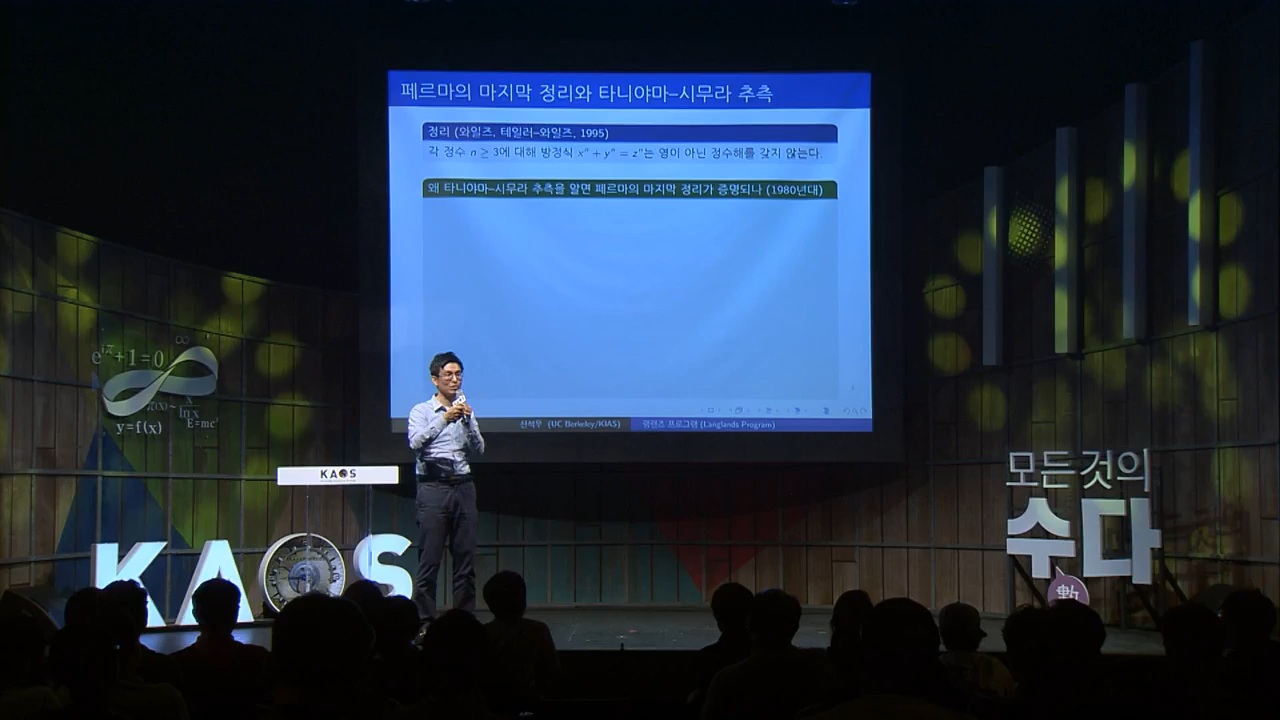 페르마의 마지막 정리와 타니야마–시무라 추측
정리 (와일즈, 테일러–와일즈, 1995)
각 정수 n ≥ 3에 대해 방정식 xⁿ + yⁿ = zⁿ는 영이 아닌 정수해를 갖지 않는다.
왜 타니야마–시무라 추측을 알면 페르마의 마지막 정리가 증명되나 (1980년대)
신석우 (UC Berkeley/KIAS)
랭랜즈 프로그램 (Langlands Program)
e^{iπ}+1=0
∞
π(x)~ x/ln x
E=mc²
y=f(x)
KAOS
KAOS
모든것의
수다
數